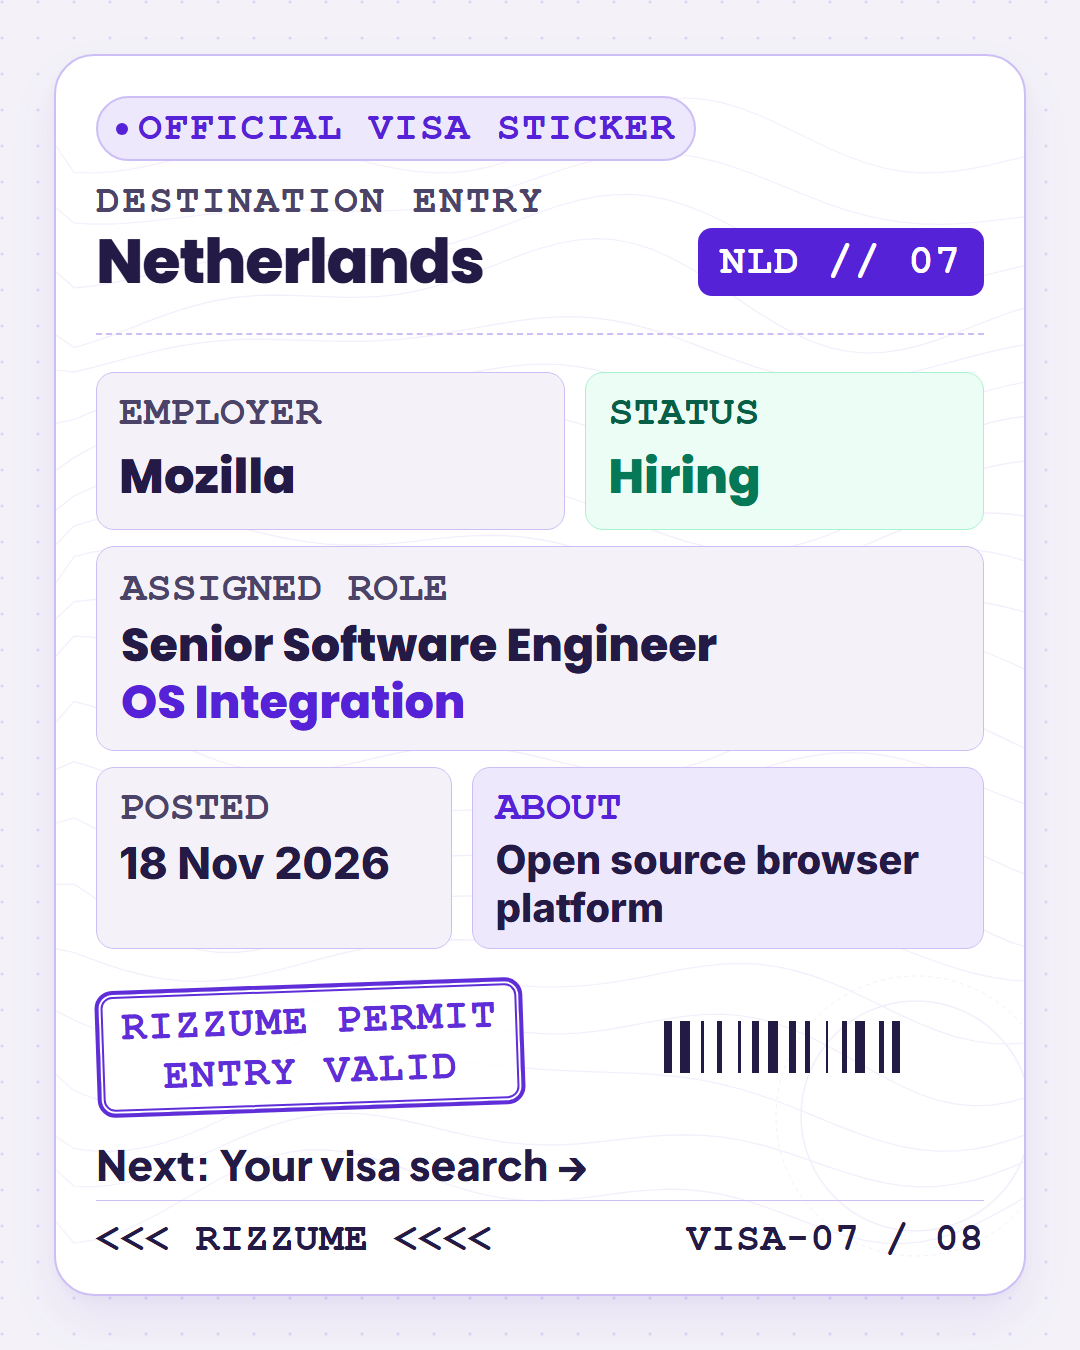 • OFFICIAL VISA STICKER
DESTINATION ENTRY
Netherlands
NLD // 07
EMPLOYER
Mozilla
STATUS
Hiring
ASSIGNED ROLE
Senior Software Engineer
OS Integration
POSTED
18 Nov 2026
ABOUT
Open source browser
platform
RIZZUME PERMIT
ENTRY VALID
Next: Your visa search →
<<< RIZZUME <<<<
VISA-07 / 08